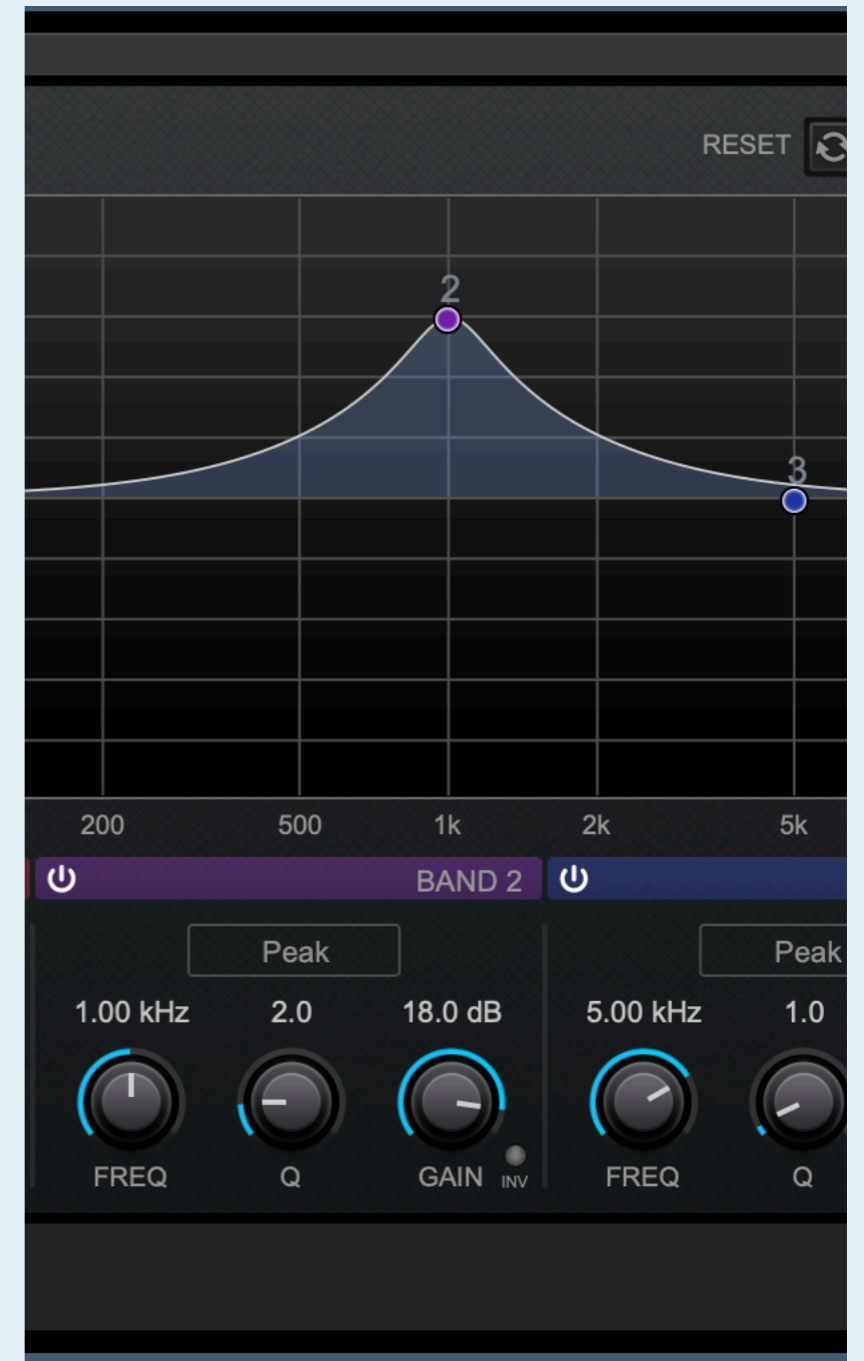 RESET
2
3
200 500 1k 2k 5k
BAND 2
Peak Peak
1.00 kHz 2.0 18.0 dB 5.00 kHz 1.0
FREQ Q GAIN INV FREQ Q